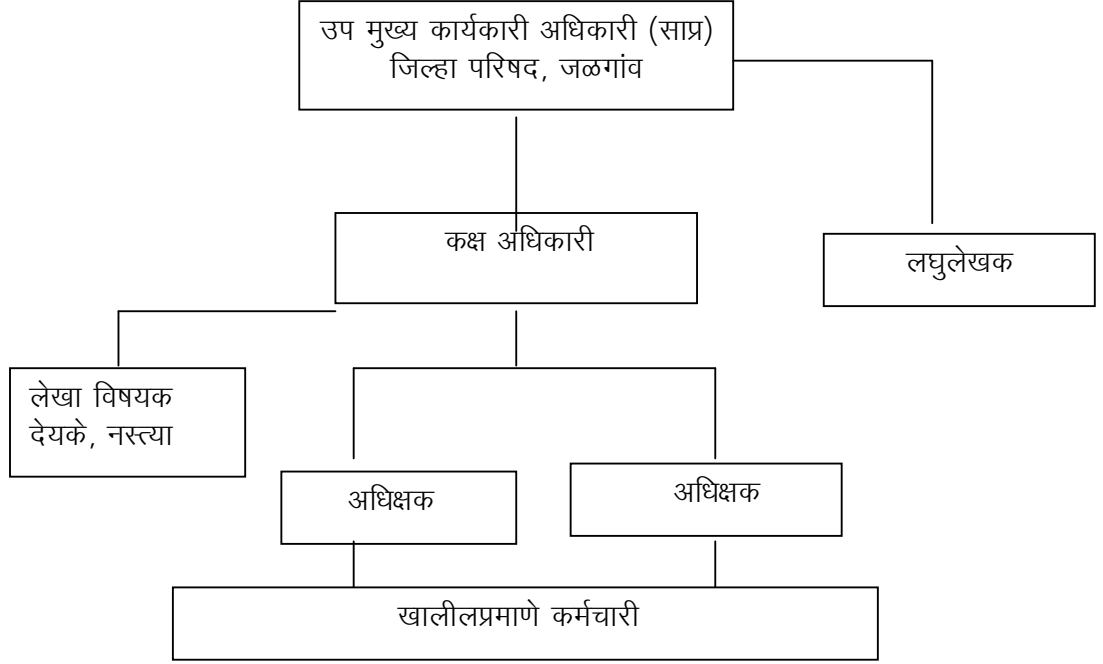 उप मुख्य कार्यकारी अधिकारी (साप्र)
जिल्हा परिषद, जळगांव
कक्ष अधिकारी
लघुलेखक
लेखा विषयक
देयके, नस्त्या
अधिक्षक
अधिक्षक
खालीलप्रमाणे कर्मचारी